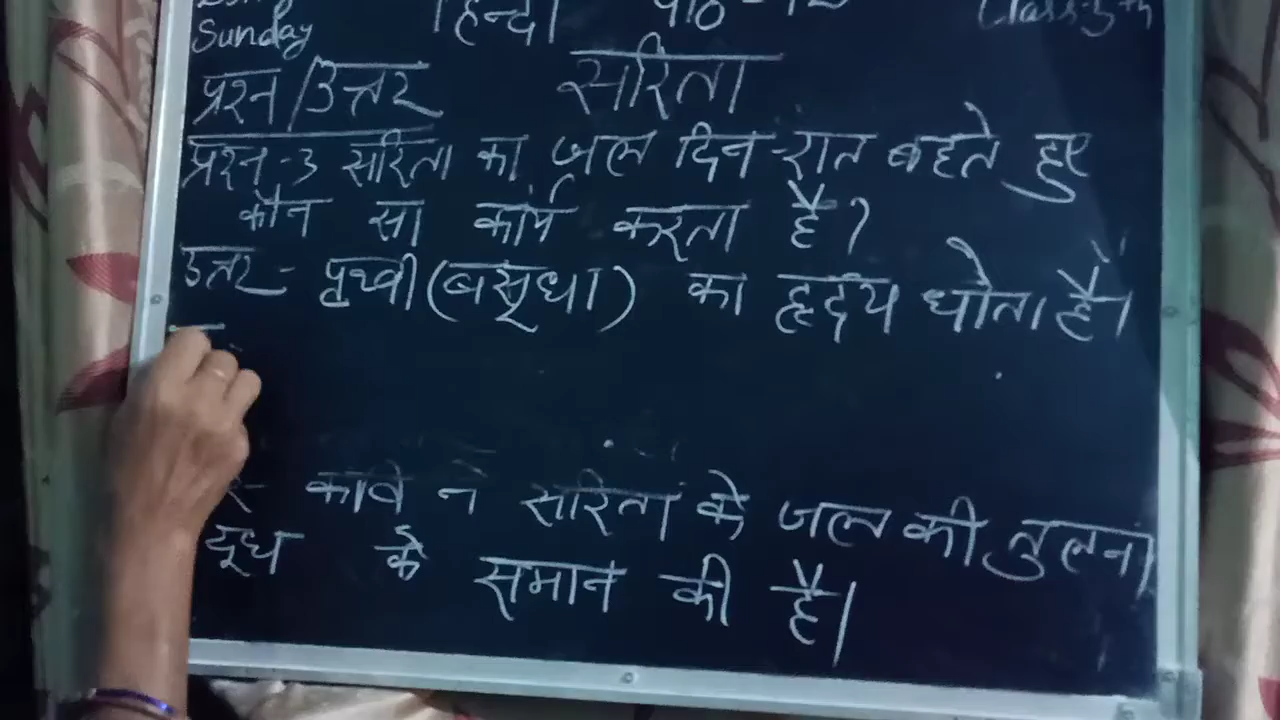 Sunday हिन्दी पाठ -
प्रश्न/उत्तर सरिता
प्रश्न-3 सरिता का जल दिन-रात बहते हुए
कौन सा कार्य करता है?
उत्तर- पृथ्वी(बसूधा) का हृदय धोता है।
र- कवि ने सरिता के जल की तुलना
दूध के समान की है।